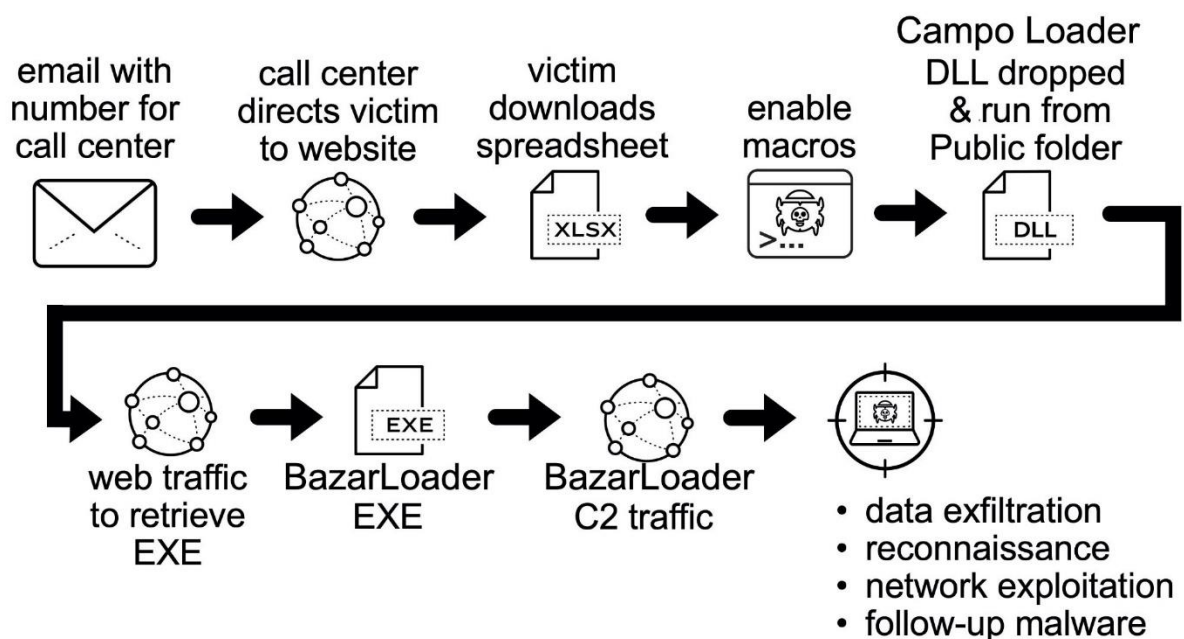 email with
number for
call center
call center
directs victim
to website
victim
downloads
spreadsheet
enable
macros
Campo Loader
DLL dropped
& run from
Public folder
XLSX
>...
DLL
web traffic
to retrieve
EXE
EXE
BazarLoader
EXE
BazarLoader
C2 traffic
• data exfiltration
• reconnaissance
• network exploitation
• follow-up malware